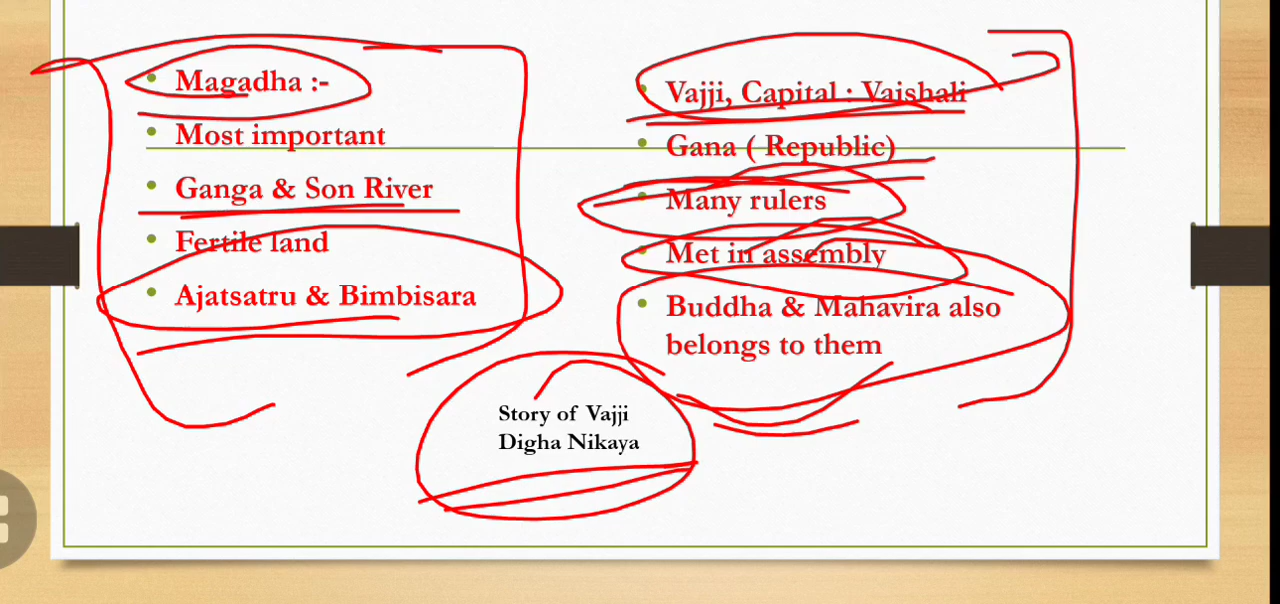 Magadha :-
Most important
Ganga & Son River
Fertile land
Ajatsatru & Bimbisara
Vajji, Capital : Vaishali
Gana ( Republic)
Many rulers
Met in assembly
Buddha & Mahavira also
belongs to them
Story of Vajji
Digha Nikaya